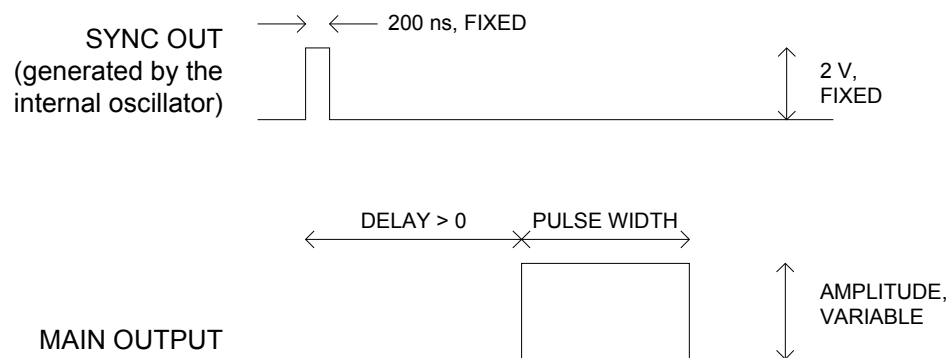 200 ns, FIXED
SYNC OUT
(generated by the
internal oscillator)
2 V,
FIXED
DELAY > 0
PULSE WIDTH
MAIN OUTPUT
AMPLITUDE,
VARIABLE